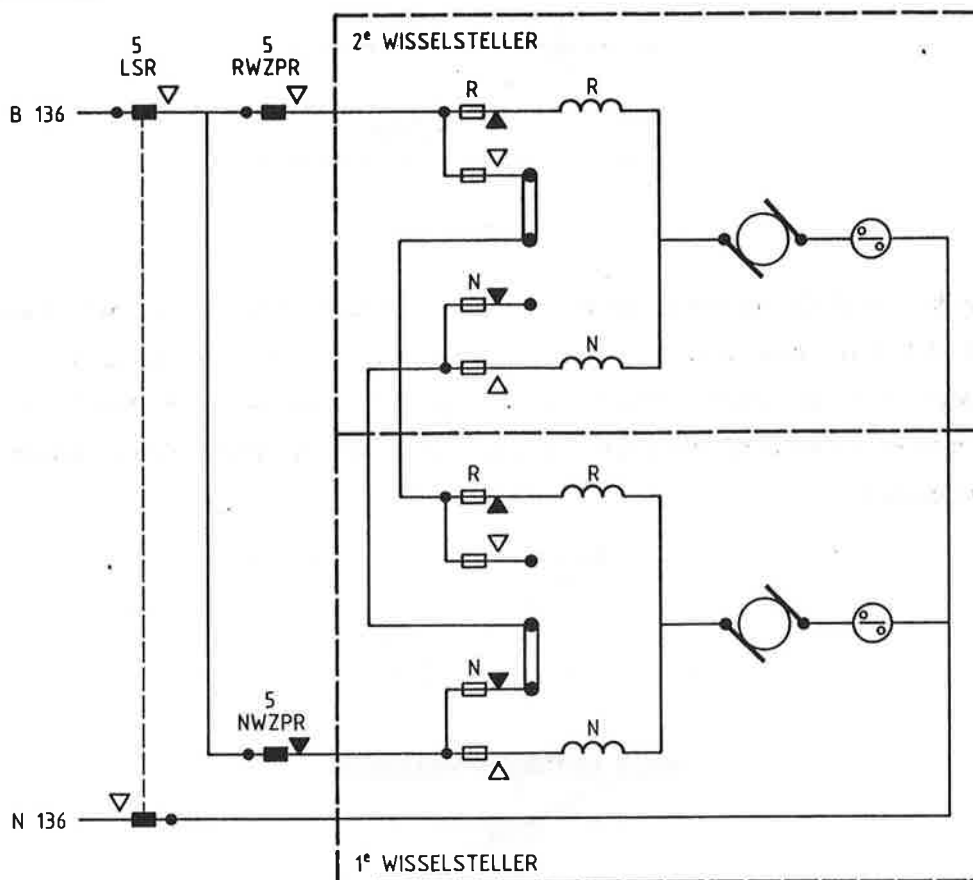 2e WISSELSTELLER
5
LSR
5
RWZPR
B 136
R
R
N
N
R
R
N
N
5
NWZPR
N 136
1e WISSELSTELLER